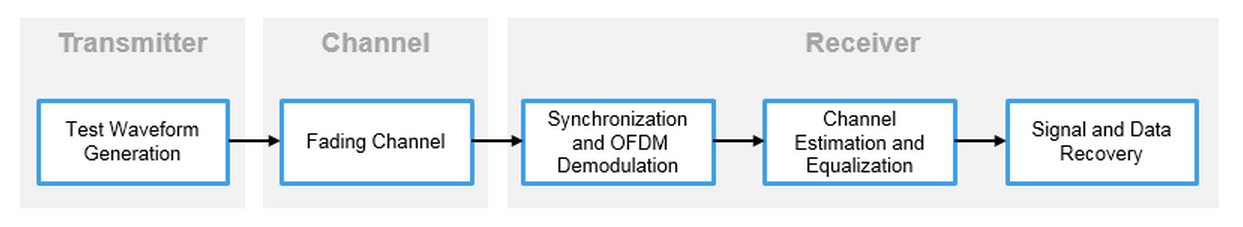 Transmitter
Channel
Receiver
Test Waveform
Generation
Fading Channel
Synchronization
and OFDM
Demodulation
Channel
Estimation and
Equalization
Signal and Data
Recovery